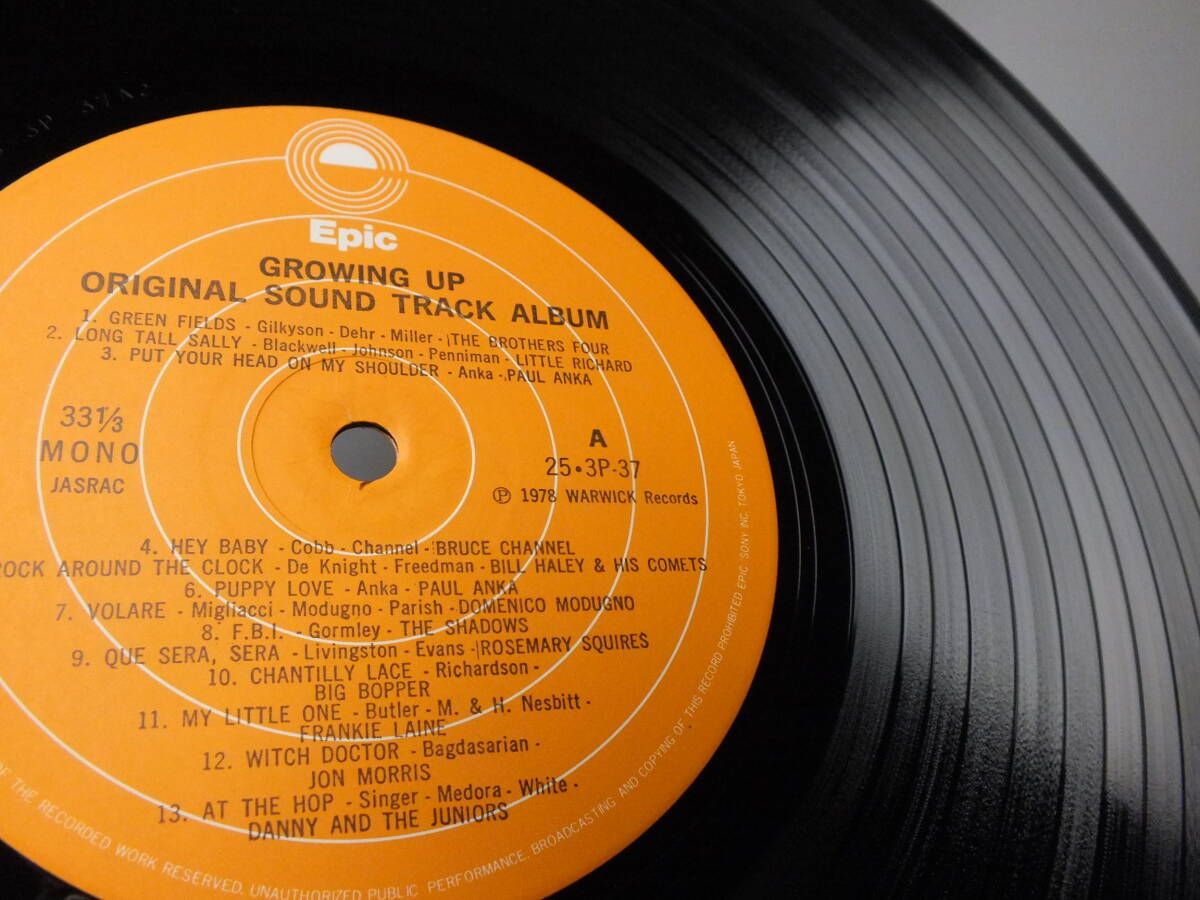 3P 37A2
Epic
GROWING UP
ORIGINAL SOUND TRACK ALBUM
1. GREEN FIELDS - Gilkyson - Dehr - Miller - THE BROTHERS FOUR
2. LONG TALL SALLY - Blackwell - Johnson - Penniman - LITTLE RICHARD
3. PUT YOUR HEAD ON MY SHOULDER - Anka - PAUL ANKA
33⅓
MONO
JASRAC
A
25・3P-37
Ⓟ 1978 WARWICK Records
4. HEY BABY - Cobb - Channel - BRUCE CHANNEL
ROCK AROUND THE CLOCK - De Knight - Freedman - BILL HALEY & HIS COMETS
6. PUPPY LOVE - Anka - PAUL ANKA
7. VOLARE - Migliacci - Modugno - Parish - DOMENICO MODUGNO
8. F.B.I. - Gormley - THE SHADOWS
9. QUE SERA, SERA - Livingston - Evans - ROSEMARY SQUIRES
10. CHANTILLY LACE - Richardson -
BIG BOPPER
11. MY LITTLE ONE - Butler - M. & H. Nesbitt -
FRANKIE LAINE
12. WITCH DOCTOR - Bagdasarian -
JON MORRIS
13. AT THE HOP - Singer - Medora - White -
DANNY AND THE JUNIORS
OF THE RECORDED WORK RESERVED. UNAUTHORIZED PUBLIC PERFORMANCE, BROADCASTING AND COPYING OF THIS RECORD PROHIBITED EPIC SONY INC. TOKYO JAPAN